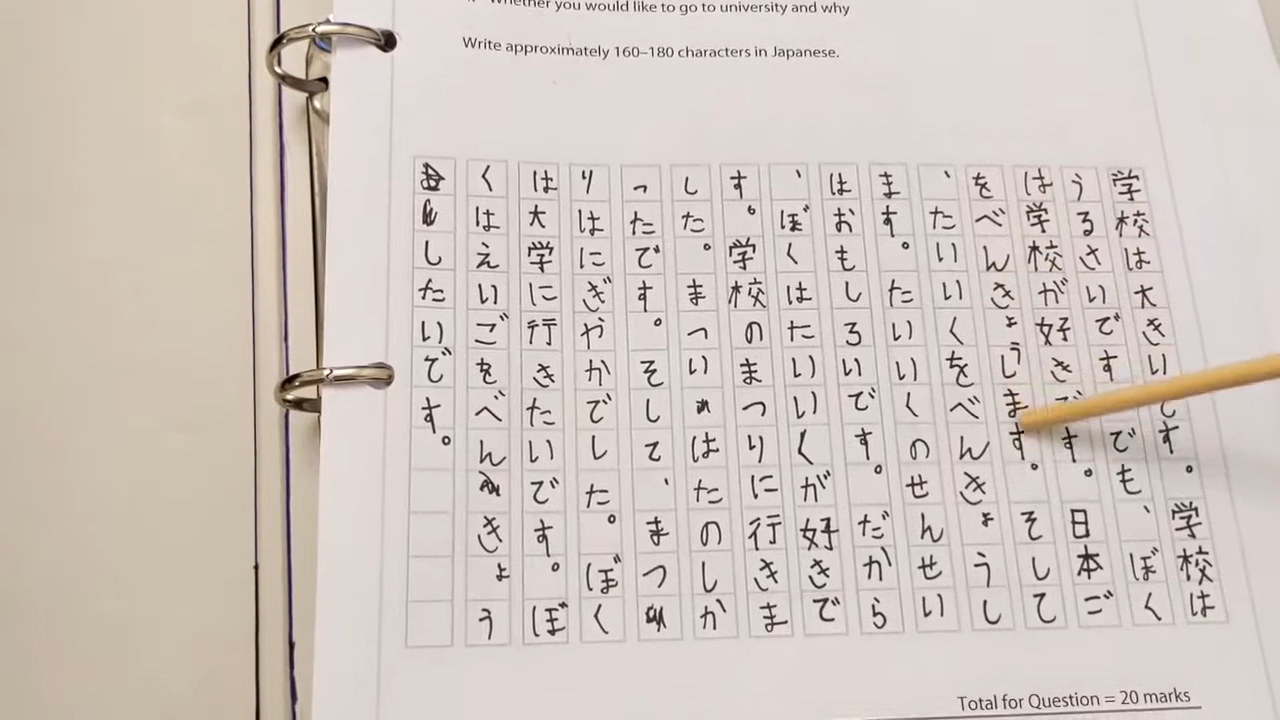 Whether you would like to go to university and why
Write approximately 160–180 characters in Japanese.
学校は大きいです。学校は
うるさいですでも、ぼく
は学校が好きです。日本ご
をべんきょうします。そして
、たいいくをべんきょうし
ます。たいいくのせんせい
はおもしろいです。だから
、ぼくはたいいくが好きで
す。学校のまつりに行きま
した。まついはたのしか
ったです。そして、まつ
りはにぎやかでした。ぼく
は大学に行きたいです。ぼ
くはえいごをべんきょう
したいです。
Total for Question = 20 marks